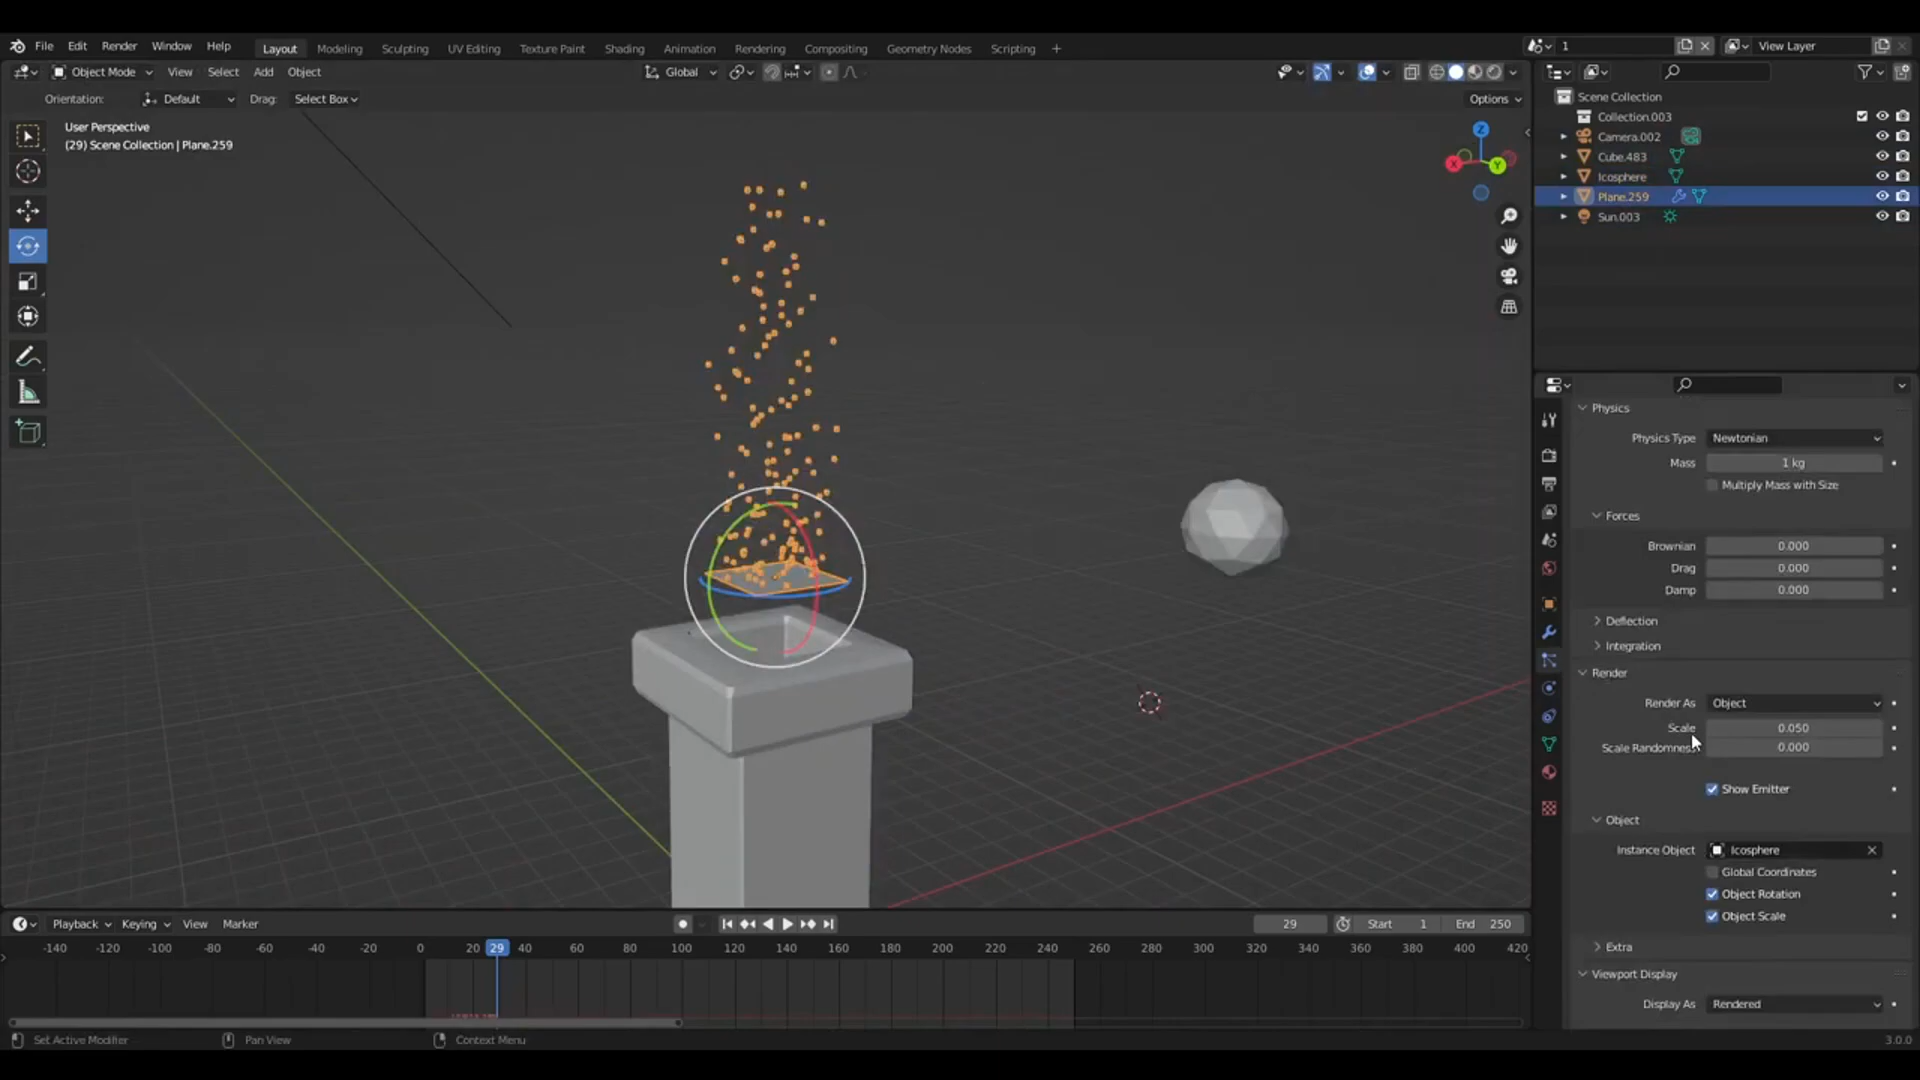 File Edit Render Window Help Layout Modeling Sculpting UV Editing Texture Paint Shading Animation Rendering Compositing Geometry Nodes Scripting + 1 View Layer
Object Mode View Select Add Object Global
Orientation: Default Drag: Select Box Options
User Perspective
(29) Scene Collection | Plane.259
Z
X
Y
Scene Collection
Collection.003
Camera.002
Cube.483
Icosphere
Plane.259
Sun.003
Physics
Physics Type Newtonian
Mass 1 kg
Multiply Mass with Size
Forces
Brownian 0.000
Drag 0.000
Damp 0.000
Deflection
Integration
Render
Render As Object
Scale 0.050
Scale Randomness 0.000
Show Emitter
Object
Instance Object Icosphere
Global Coordinates
Object Rotation
Object Scale
Extra
Viewport Display
Display As Rendered
Playback Keying View Marker 29 Start 1 End 250
-140 -120 -100 -80 -60 -40 -20 0 20 29 40 60 80 100 120 140 160 180 200 220 240 260 280 300 320 340 360 380 400 420
Set Active Modifier Pan View Context Menu 3.0.0